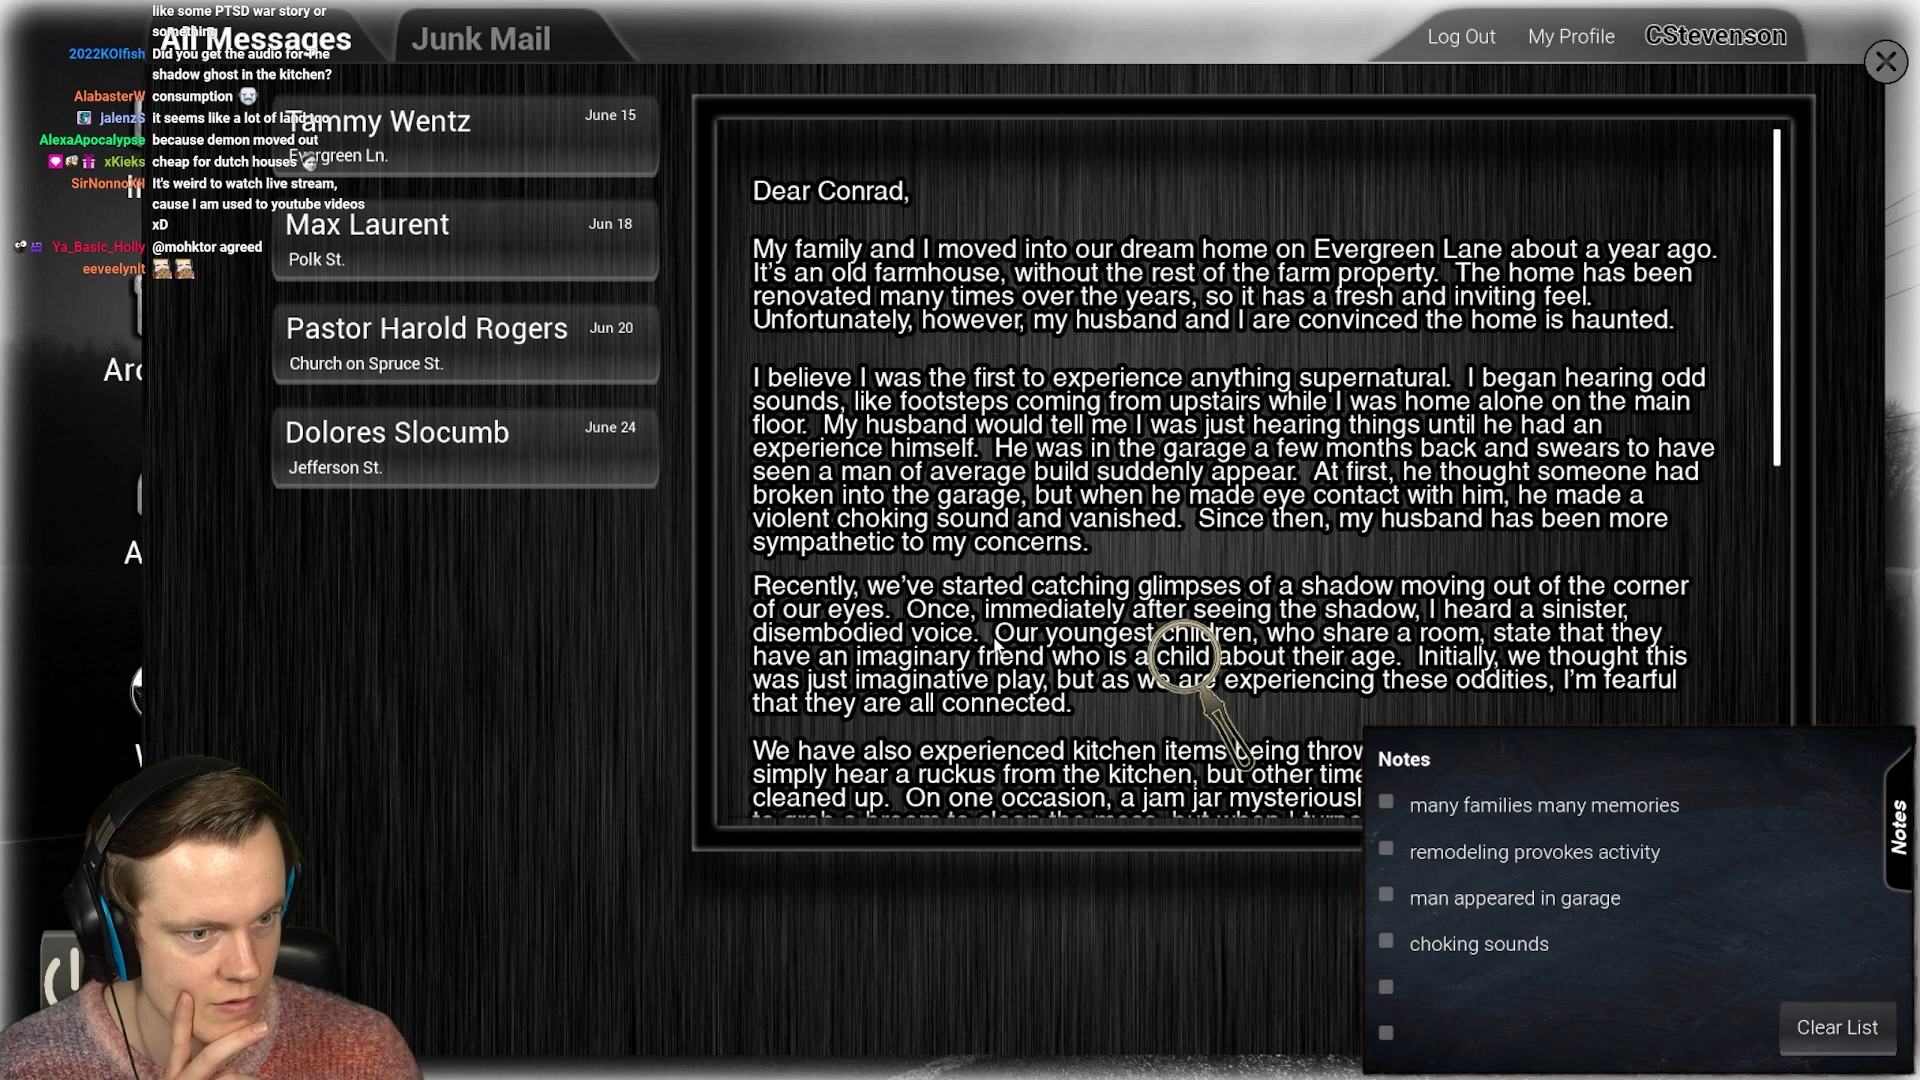 like some PTSD war story or
something
2022KOIfish Did you get the audio for The
shadow ghost in the kitchen?
AlabasterW consumption
jalenzS it seems like a lot of land too
AlexaApocalypse because demon moved out
xKieks cheap for dutch houses
SirNonnoXH It's weird to watch live stream,
cause I am used to youtube videos
xD
Ya_Basic_Holly @mohktor agreed
eeveelynlt
All Messages
Junk Mail
Log Out
My Profile
CStevenson
Tammy Wentz
June 15
Evergreen Ln.
Max Laurent
Jun 18
Polk St.
Pastor Harold Rogers
Jun 20
Church on Spruce St.
Dolores Slocumb
June 24
Jefferson St.
Arc
A
Dear Conrad,
My family and I moved into our dream home on Evergreen Lane about a year ago.
It's an old farmhouse, without the rest of the farm property. The home has been
renovated many times over the years, so it has a fresh and inviting feel.
Unfortunately, however, my husband and I are convinced the home is haunted.
I believe I was the first to experience anything supernatural. I began hearing odd
sounds, like footsteps coming from upstairs while I was home alone on the main
floor. My husband would tell me I was just hearing things until he had an
experience himself. He was in the garage a few months back and swears to have
seen a man of average build suddenly appear. At first, he thought someone had
broken into the garage, but when he made eye contact with him, he made a
violent choking sound and vanished. Since then, my husband has been more
sympathetic to my concerns.
Recently, we've started catching glimpses of a shadow moving out of the corner
of our eyes. Once, immediately after seeing the shadow, I heard a sinister,
disembodied voice. Our youngest children, who share a room, state that they
have an imaginary friend who is a child about their age. Initially, we thought this
was just imaginative play, but as we are experiencing these oddities, I'm fearful
that they are all connected.
We have also experienced kitchen items being throw
simply hear a ruckus from the kitchen, but other time
cleaned up. On one occasion, a jam jar mysteriousl
to grab a broom to clean the mess, but when I turne
Notes
many families many memories
remodeling provokes activity
man appeared in garage
choking sounds
Clear List
Notes